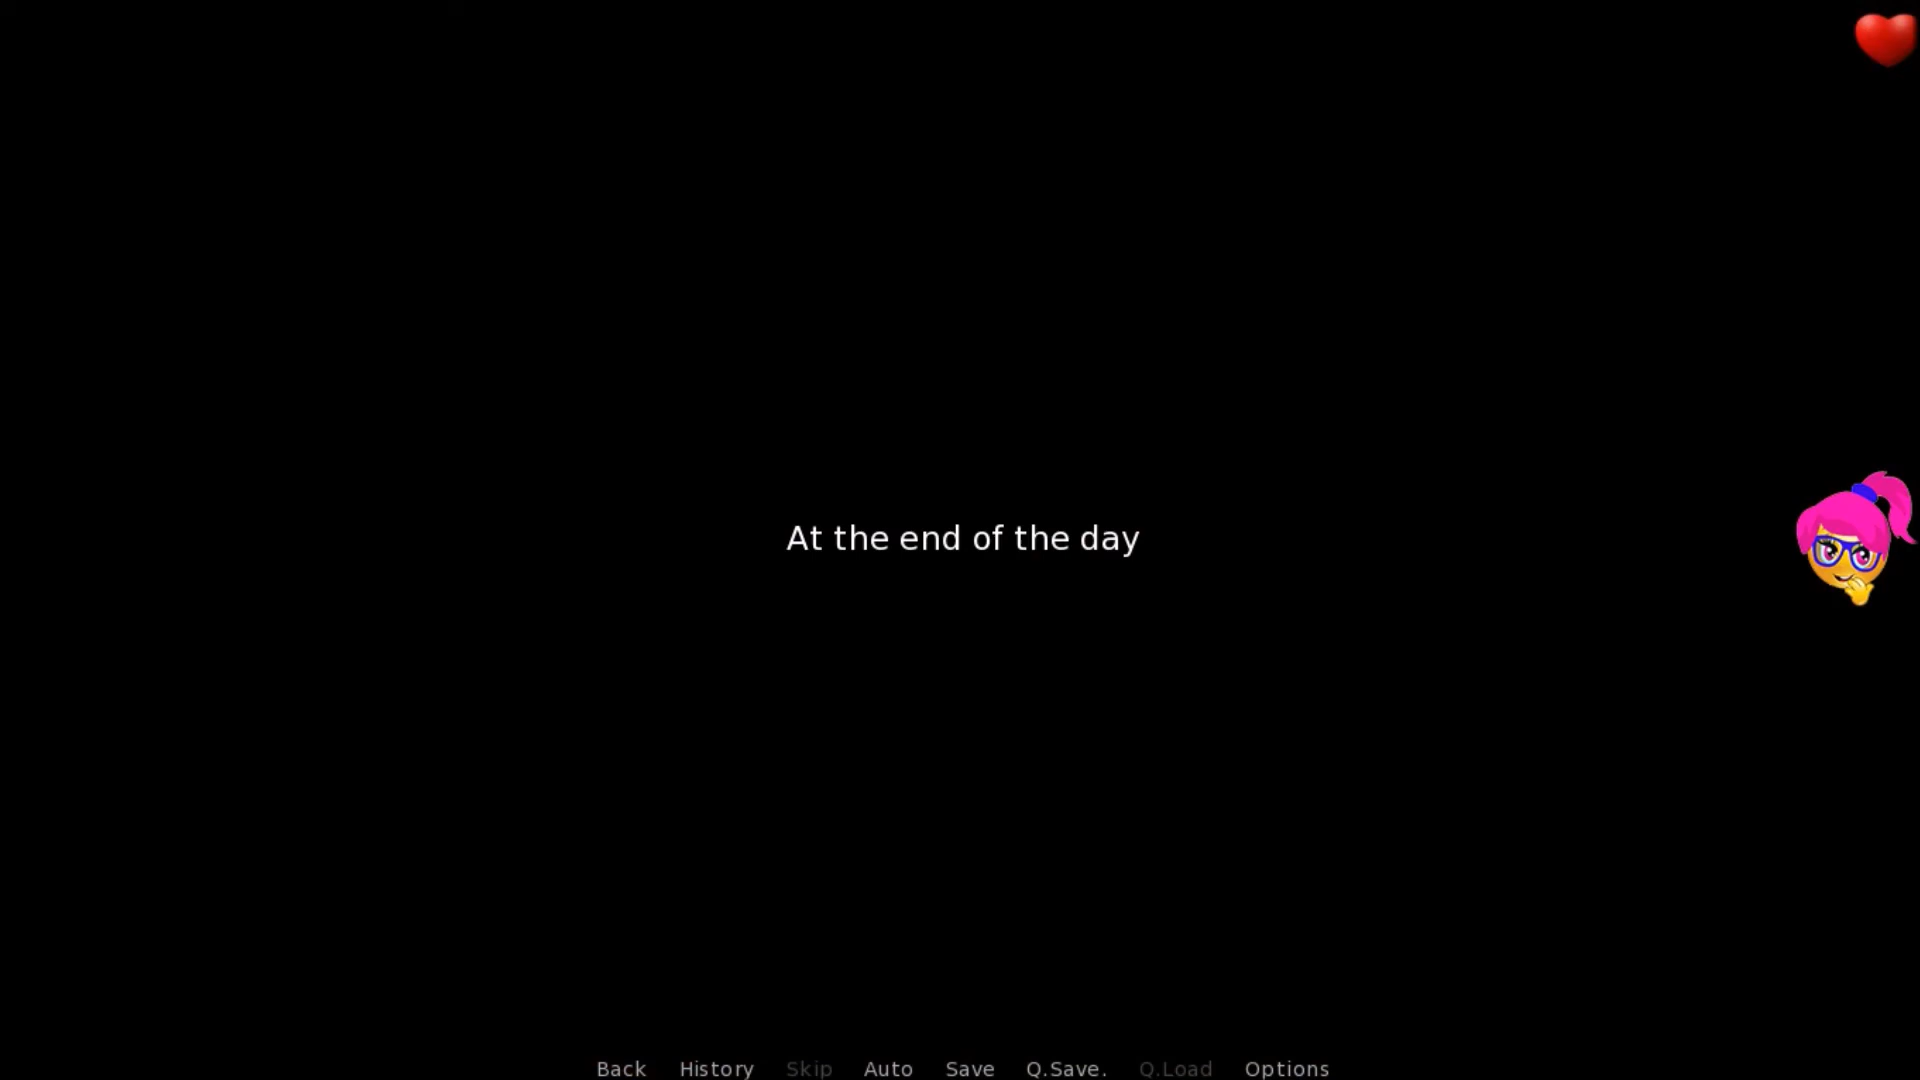 At the end of the day
Back History Skip Auto Save Q.Save. Q.Load Options